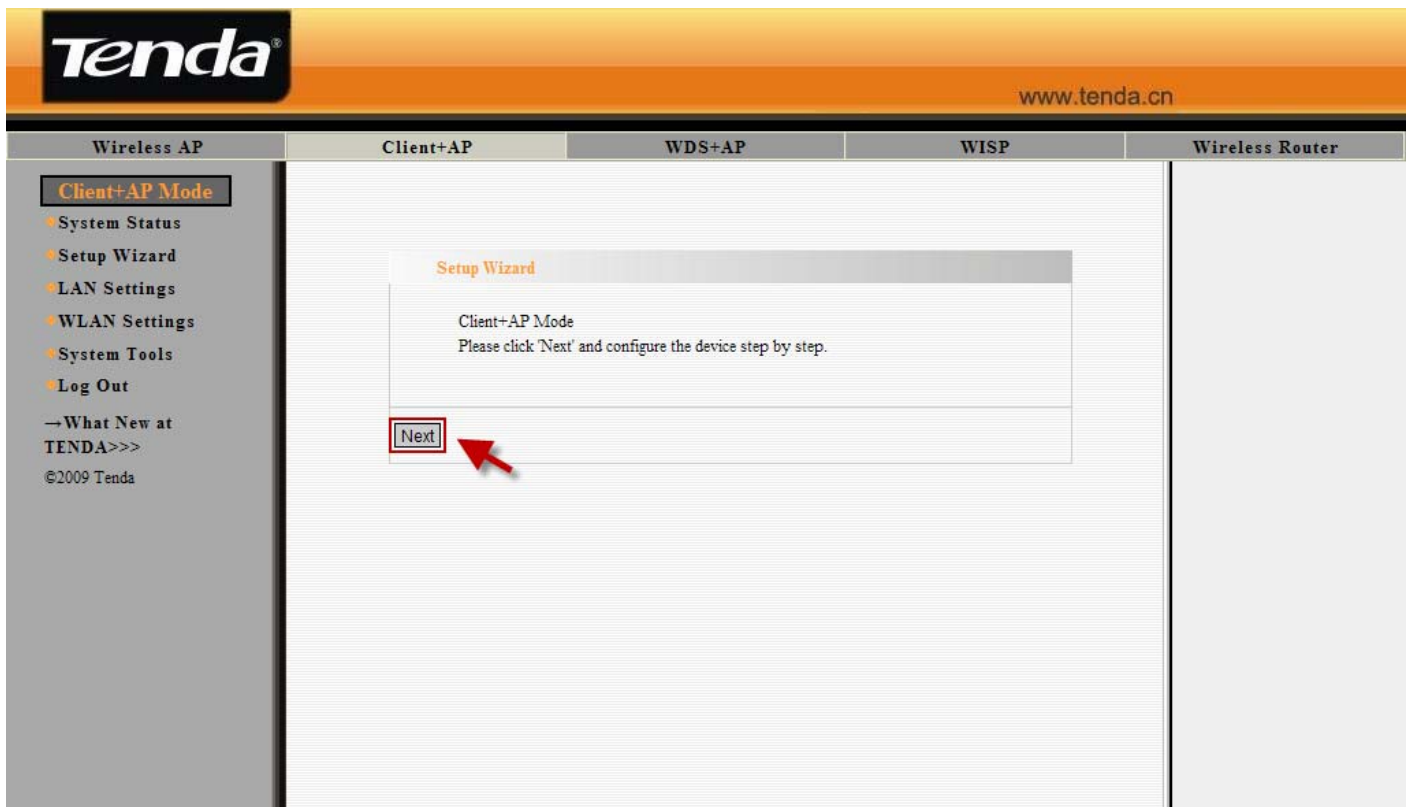 Tenda®
www.tenda.cn
Wireless AP
Client+AP
WDS+AP
WISP
Wireless Router
Client+AP Mode
System Status
Setup Wizard
LAN Settings
WLAN Settings
System Tools
Log Out
→What New at
TENDA>>>
©2009 Tenda
Setup Wizard
Client+AP Mode
Please click 'Next' and configure the device step by step.
Next